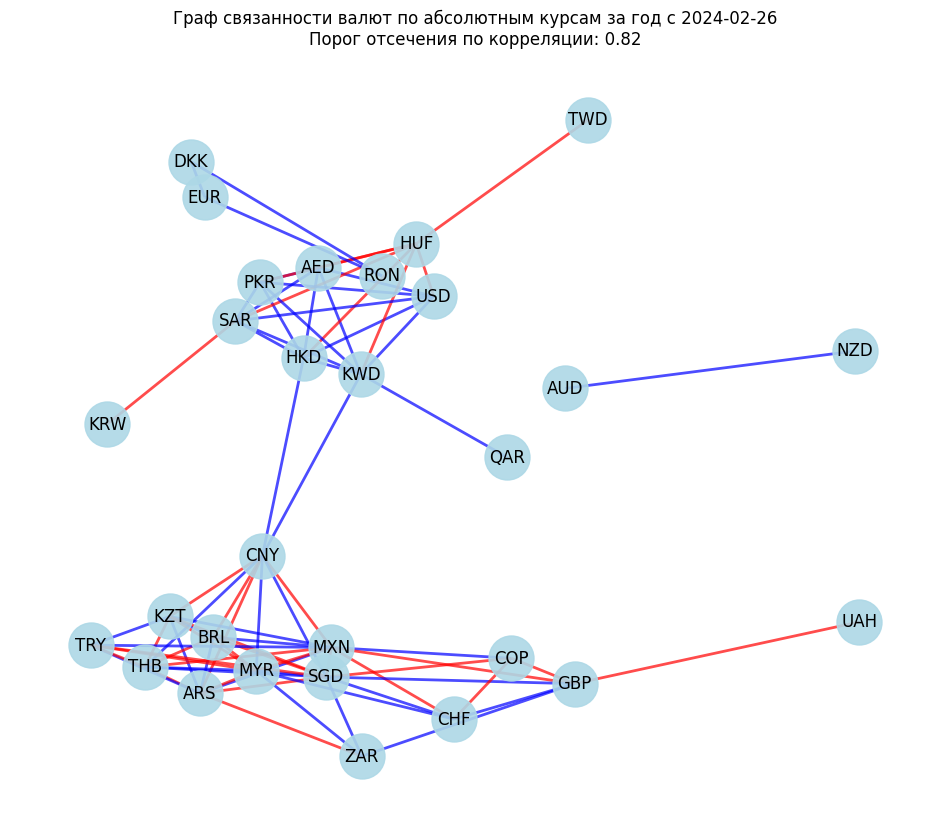 Граф связанности валют по абсолютным курсам за год с 2024-02-26
Порог отсечения по корреляции: 0.82
TWD
DKK
EUR
HUF
AED
RON
PKR
USD
SAR
HKD
KWD
NZD
AUD
KRW
QAR
CNY
KZT
UAH
BRL
TRY
MXN
COP
THB
MYR
SGD
GBP
ARS
CHF
ZAR